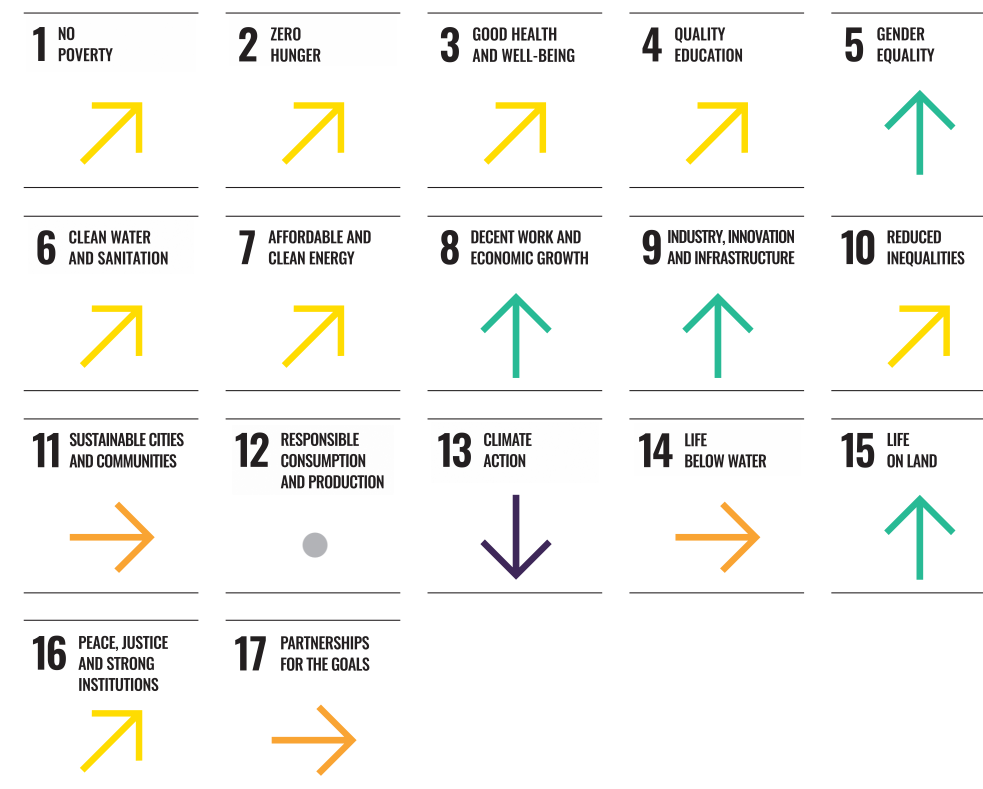 1 NO
POVERTY
2 ZERO
HUNGER
3 GOOD HEALTH
AND WELL-BEING
4 QUALITY
EDUCATION
5 GENDER
EQUALITY
6 CLEAN WATER
AND SANITATION
7 AFFORDABLE AND
CLEAN ENERGY
8 DECENT WORK AND
ECONOMIC GROWTH
9 INDUSTRY, INNOVATION
AND INFRASTRUCTURE
10 REDUCED
INEQUALITIES
11 SUSTAINABLE CITIES
AND COMMUNITIES
12 RESPONSIBLE
CONSUMPTION
AND PRODUCTION
13 CLIMATE
ACTION
14 LIFE
BELOW WATER
15 LIFE
ON LAND
16 PEACE, JUSTICE
AND STRONG
INSTITUTIONS
17 PARTNERSHIPS
FOR THE GOALS